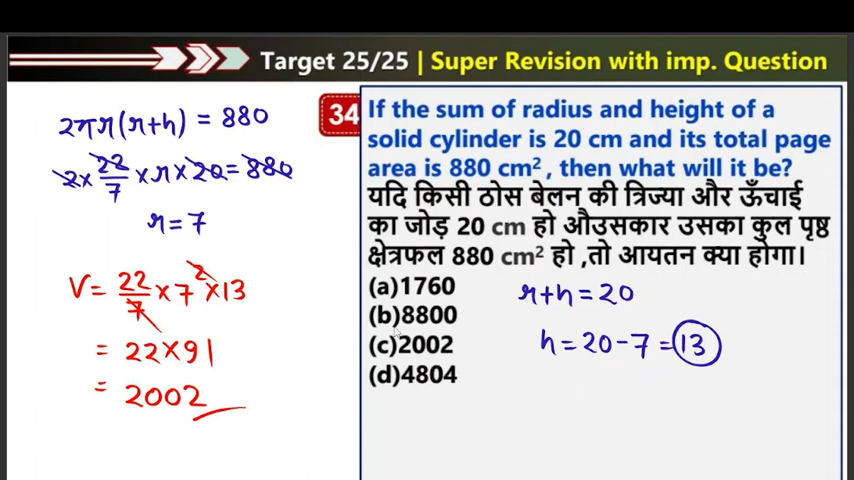 Target 25/25 | Super Revision with imp. Question
2πr(r+h) = 880
2×22/7×r×20=880
r=7
V= 22/7×7²×13
= 22×91
= 2002
34
If the sum of radius and height of a
solid cylinder is 20 cm and its total page
area is 880 cm², then what will it be?
यदि किसी ठोस बेलन की त्रिज्या और ऊँचाई
का जोड़ 20 cm हो औउसकार उसका कुल पृष्ठ
क्षेत्रफल 880 cm² हो ,तो आयतन क्या होगा।
(a)1760
(b)8800
(c)2002
(d)4804
r+h=20
h=20-7=13